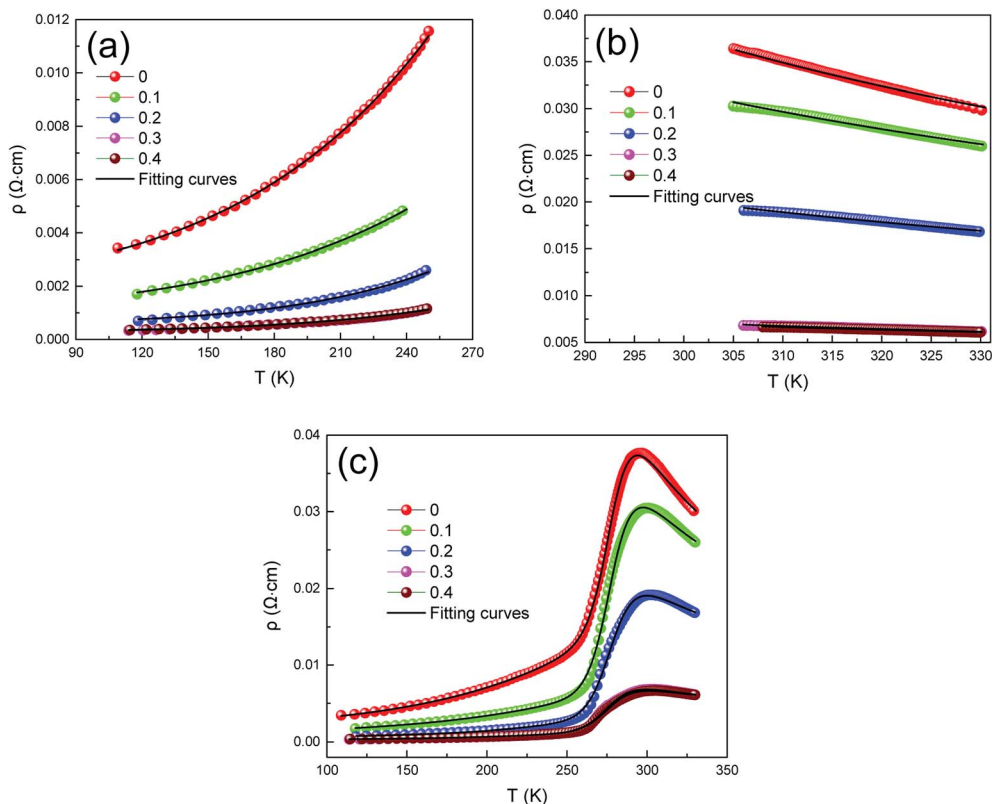 (a)
0
0.1
0.2
0.3
0.4
Fitting curves
ρ (Ω·cm)
0.012
0.010
0.008
0.006
0.004
0.002
0.000
90 120 150 180 210 240 270
T (K)
(b)
0
0.1
0.2
0.3
0.4
Fitting curves
ρ (Ω·cm)
0.040
0.035
0.030
0.025
0.020
0.015
0.010
0.005
290 295 300 305 310 315 320 325 330
T (K)
(c)
0
0.1
0.2
0.3
0.4
Fitting curves
ρ (Ω·cm)
0.04
0.03
0.02
0.01
0.00
100 150 200 250 300 350
T (K)